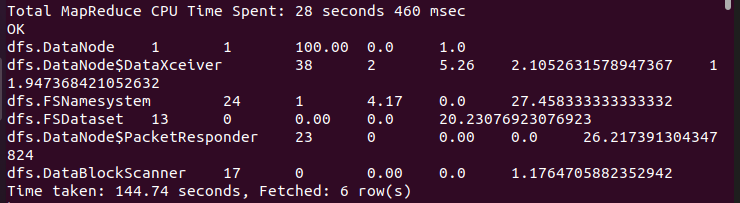 Total MapReduce CPU Time Spent: 28 seconds 460 msec
OK
dfs.DataNode	1	1	100.00	0.0	1.0
dfs.DataNode$DataXceiver	38	2	5.26	2.1052631578947367	1
1.947368421052632
dfs.FSNamesystem	24	1	4.17	0.0	27.458333333333332
dfs.FSDataset	13	0	0.00	0.0	20.23076923076923
dfs.DataNode$PacketResponder	23	0	0.00	0.0	26.217391304347
824
dfs.DataBlockScanner	17	0	0.00	0.0	1.1764705882352942
Time taken: 144.74 seconds, Fetched: 6 row(s)